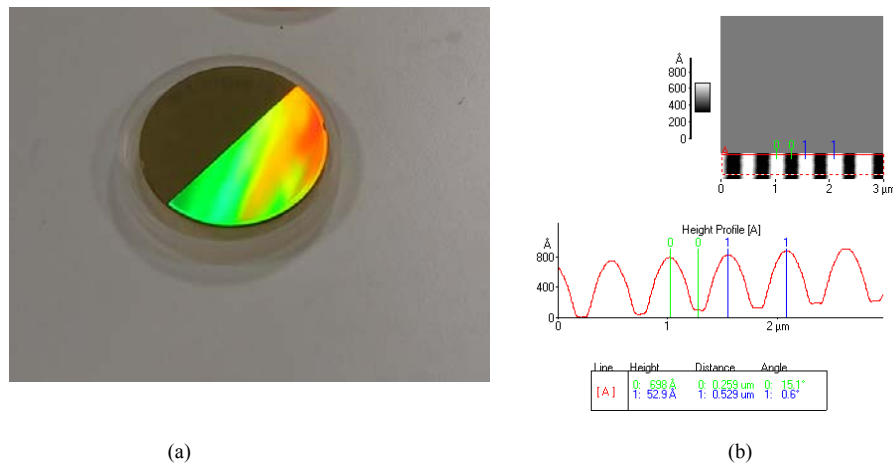 Å
800
600
400
200
0
A 0 0 1 1
0 1 2 3 µm
Height Profile [A]
Å
0 0 1 1
800
400
0
0 1 2 µm
Line Height Distance Angle
[A] 0: 698 Å 0: 0.259 um 0: 15.1°
1: 52.9 Å 1: 0.529 um 1: 0.6°
(a) (b)